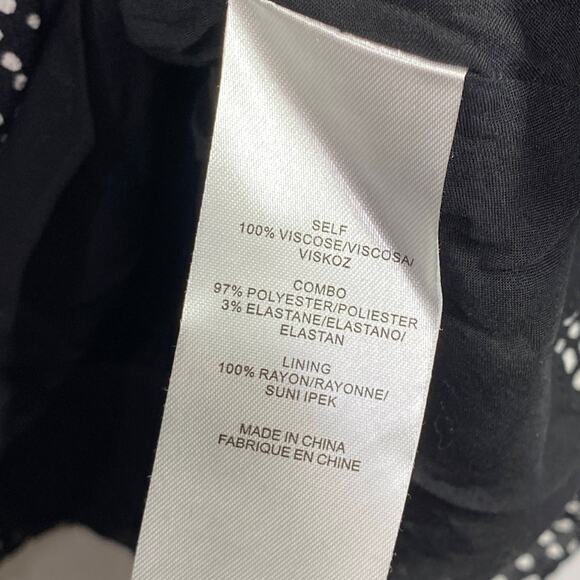 SELF
100% VISCOSE/VISCOSA/
VISKOZ
COMBO
97% POLYESTER/POLIESTER
3% ELASTANE/ELASTANO/
ELASTAN
LINING
100% RAYON/RAYONNE/
SUNI IPEK
MADE IN CHINA
FABRIQUE EN CHINE